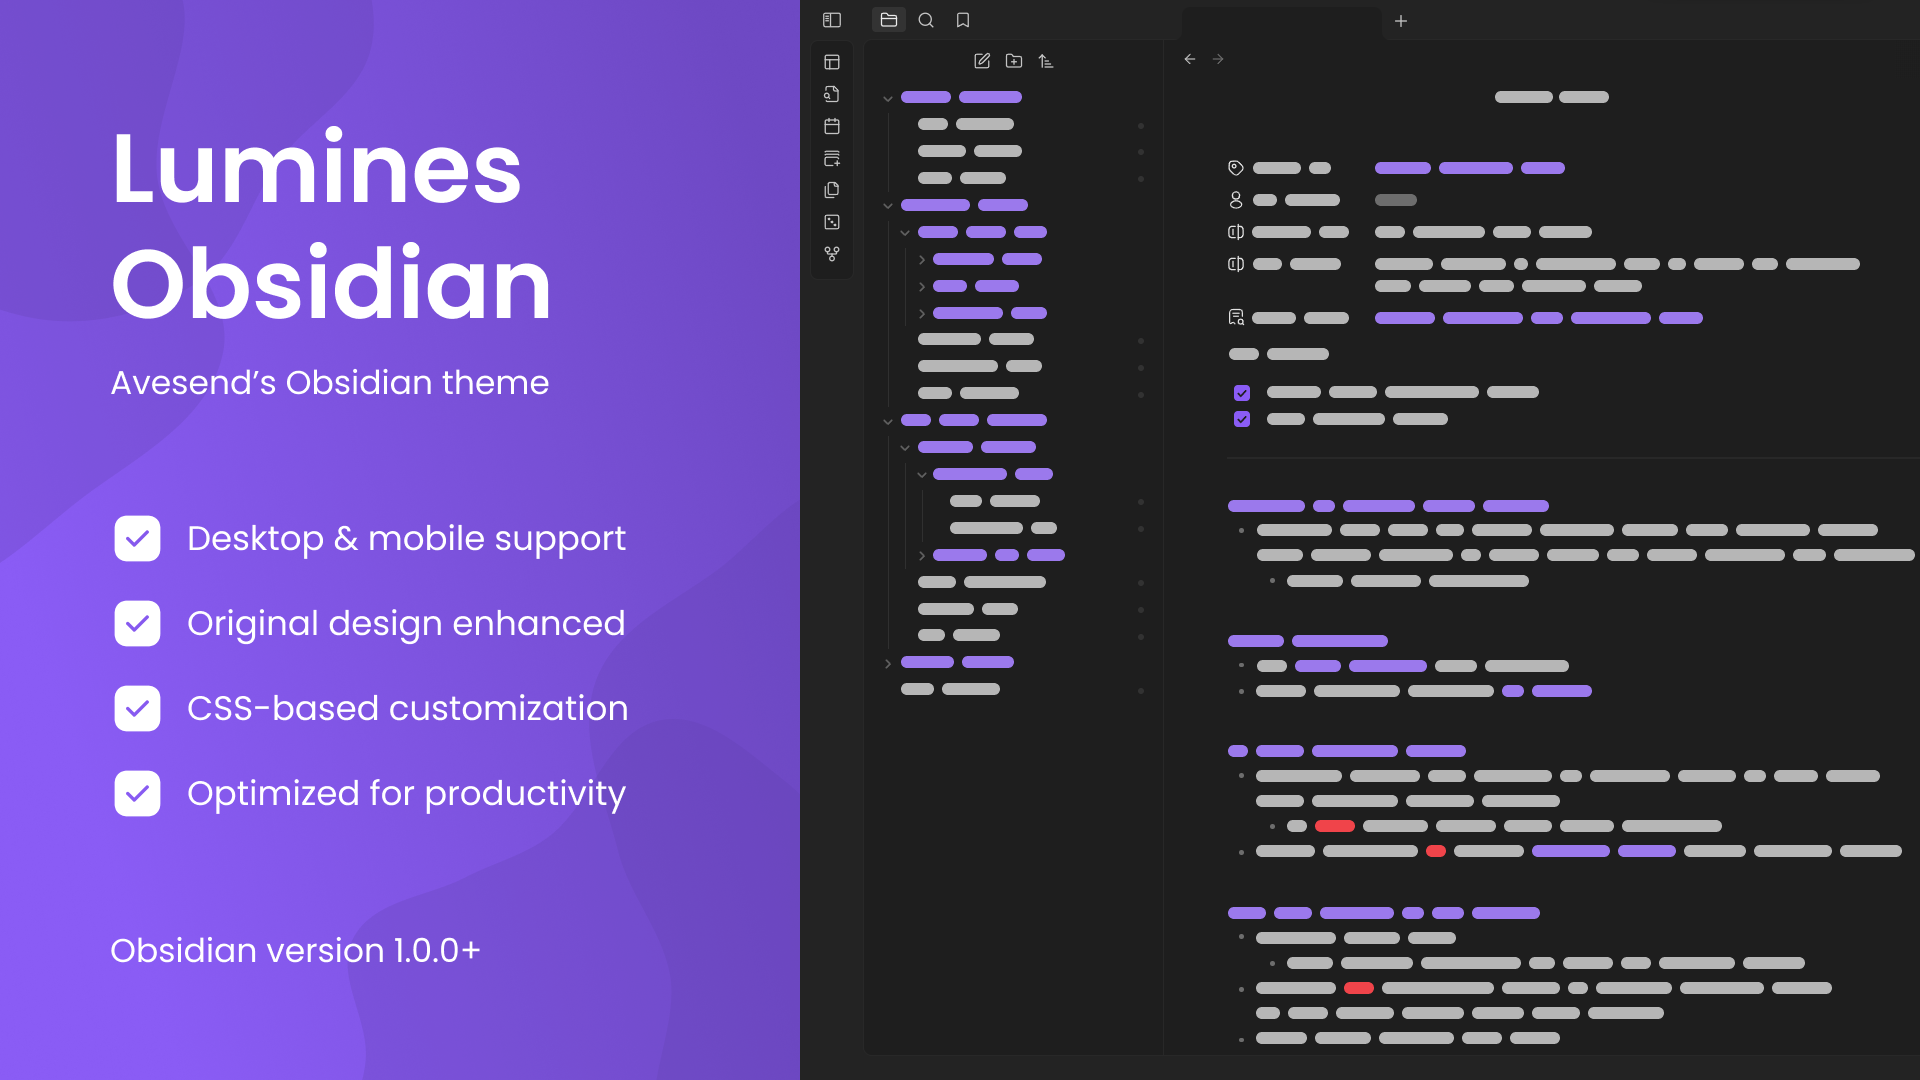 Lumines
Obsidian
Avesend’s Obsidian theme
Desktop & mobile support
Original design enhanced
CSS-based customization
Optimized for productivity
Obsidian version 1.0.0+